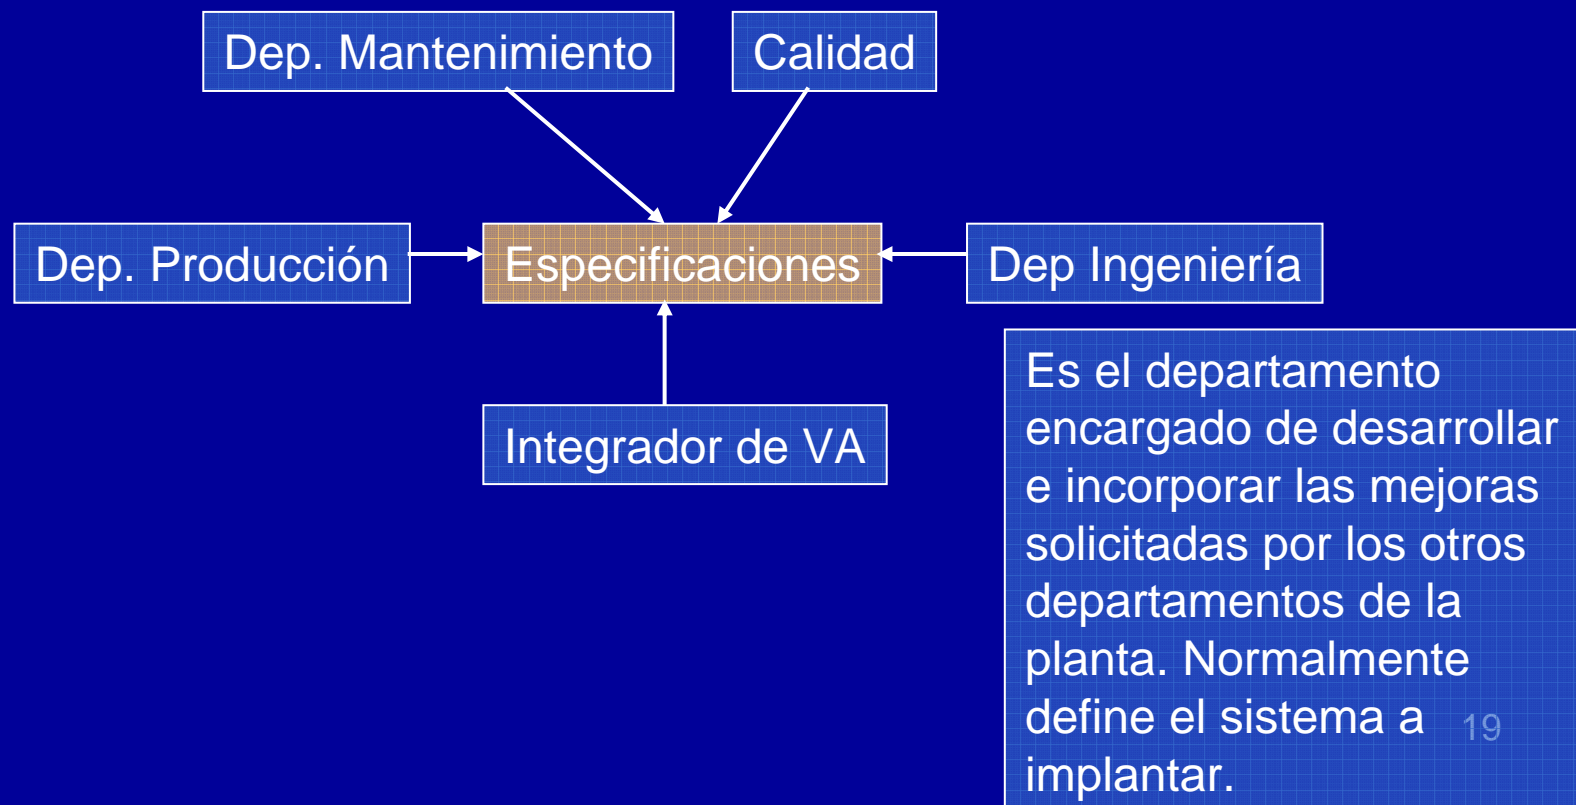 Dep. Mantenimiento
Calidad
Dep. Producción
Especificaciones
Dep Ingeniería
Integrador de VA
Es el departamento
encargado de desarrollar
e incorporar las mejoras
solicitadas por los otros
departamentos de la
planta. Normalmente
define el sistema a
implantar.
19